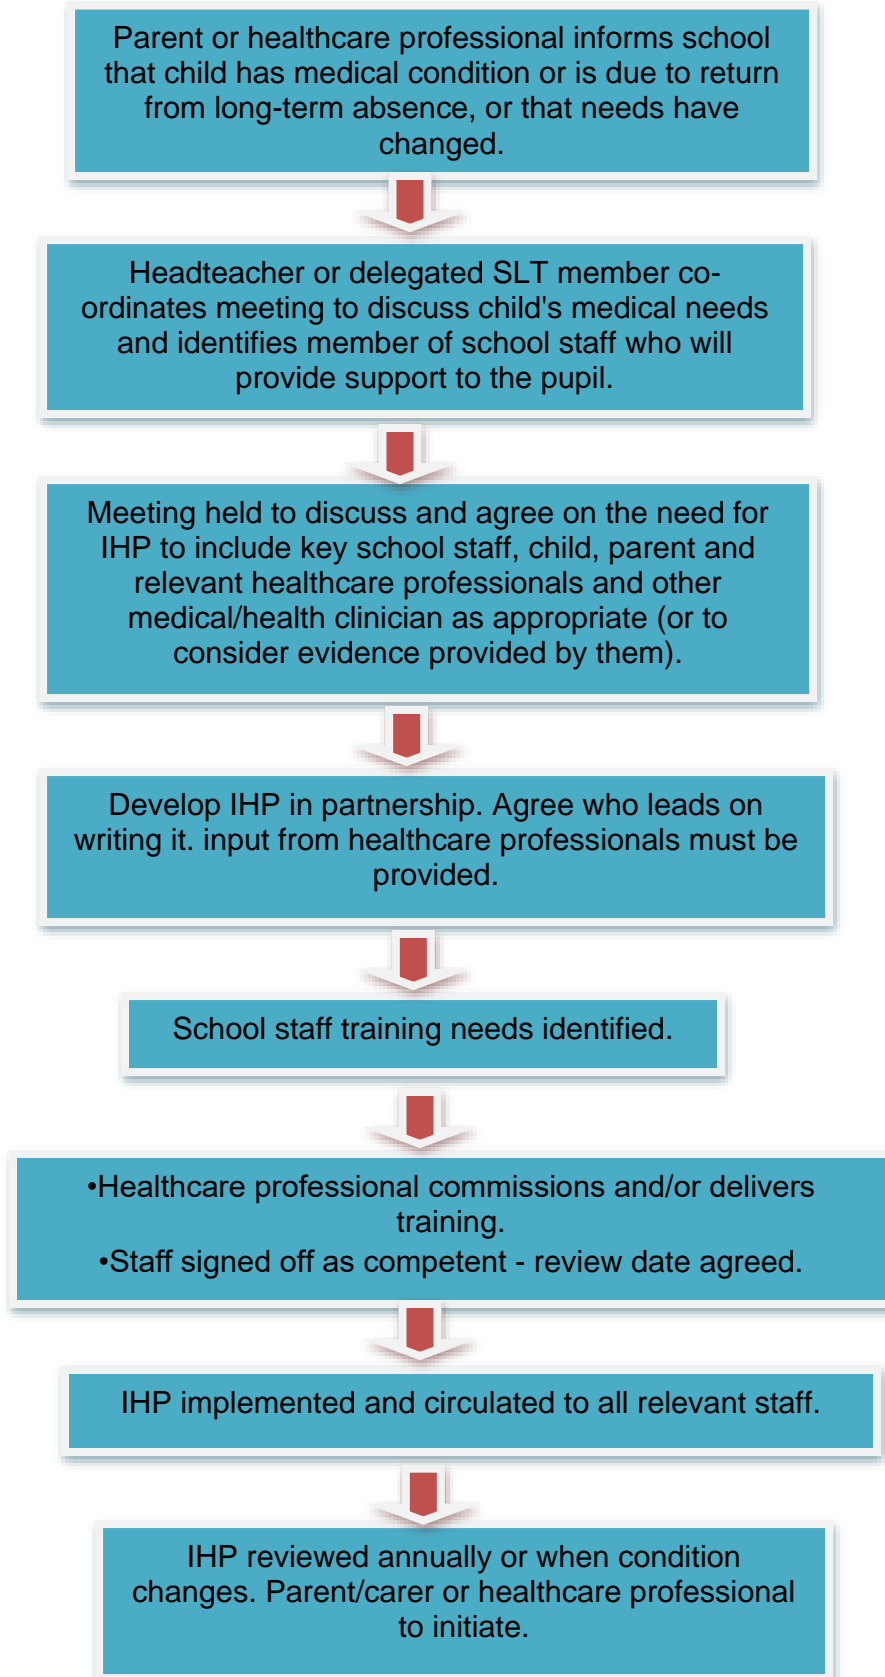 Parent or healthcare professional informs school
that child has medical condition or is due to return
from long-term absence, or that needs have
changed.
Headteacher or delegated SLT member co-
ordinates meeting to discuss child's medical needs
and identifies member of school staff who will
provide support to the pupil.
Meeting held to discuss and agree on the need for
IHP to include key school staff, child, parent and
relevant healthcare professionals and other
medical/health clinician as appropriate (or to
consider evidence provided by them).
Develop IHP in partnership. Agree who leads on
writing it. input from healthcare professionals must be
provided.
School staff training needs identified.
•Healthcare professional commissions and/or delivers
training.
•Staff signed off as competent - review date agreed.
IHP implemented and circulated to all relevant staff.
IHP reviewed annually or when condition
changes. Parent/carer or healthcare professional
to initiate.